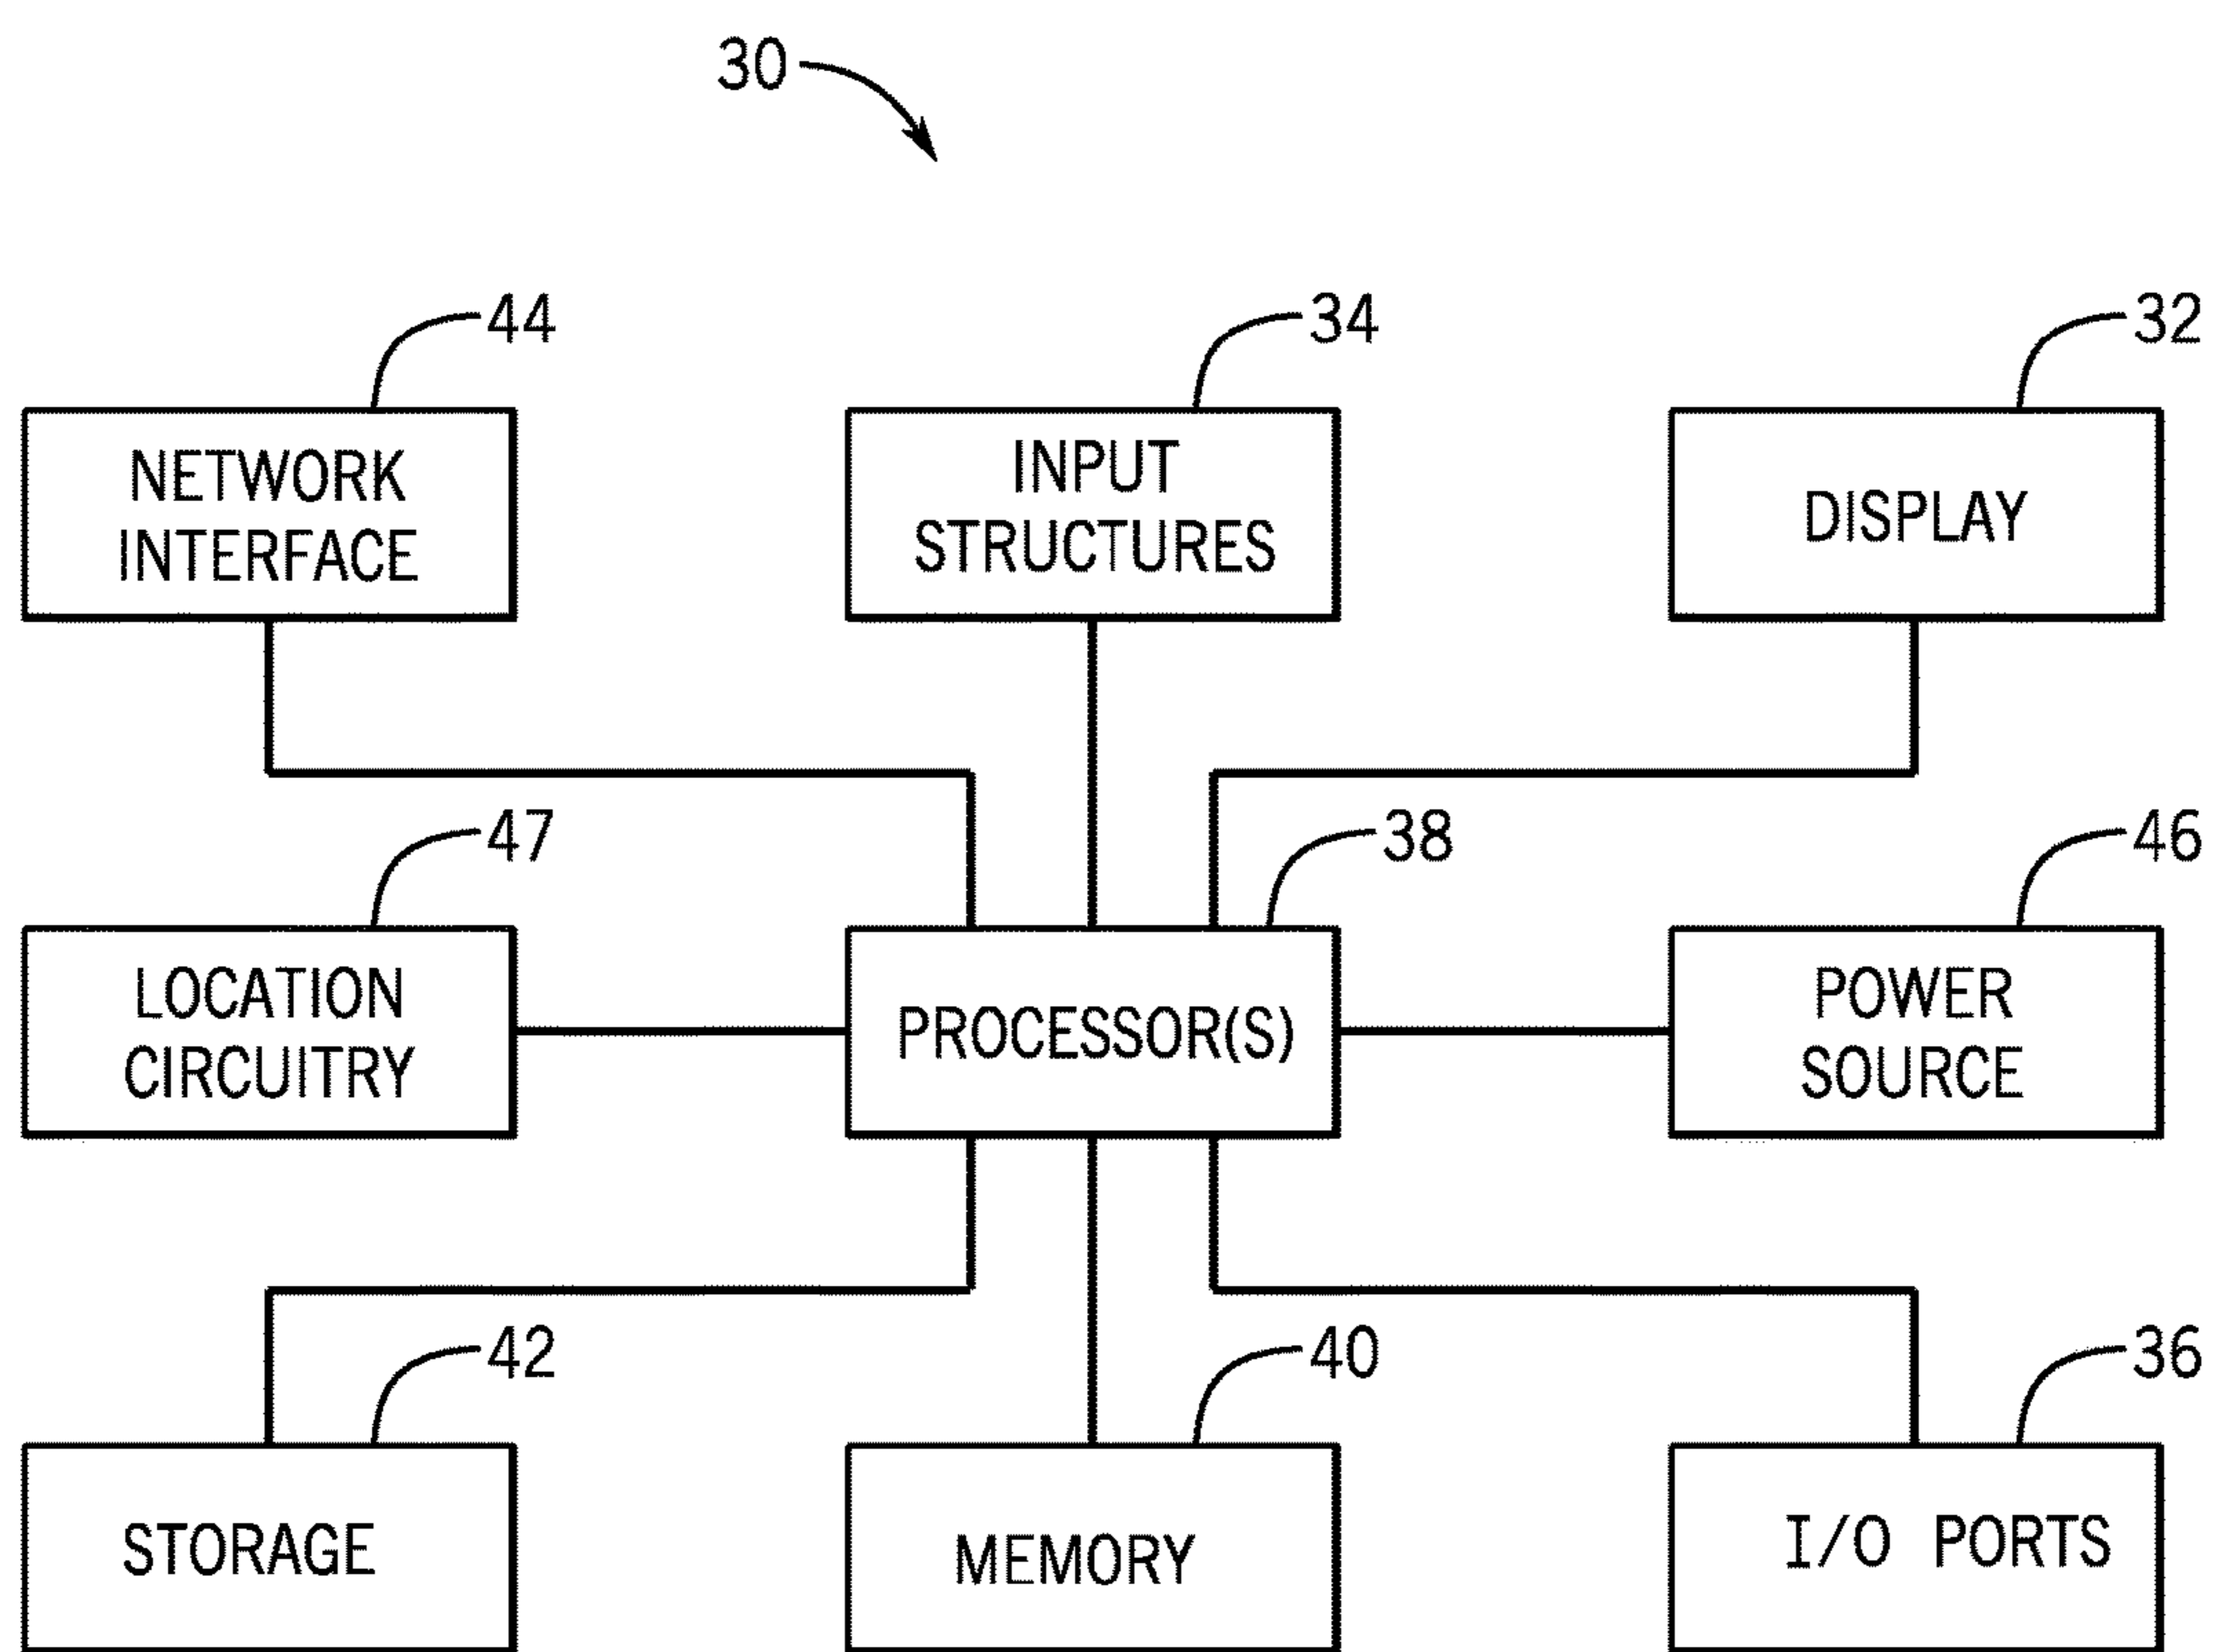 30
44
34
32
NETWORK
INTERFACE
INPUT
STRUCTURES
DISPLAY
47
38
46
LOCATION
CIRCUITRY
PROCESSOR(S)
POWER
SOURCE
42
40
36
STORAGE
MEMORY
I/O PORTS